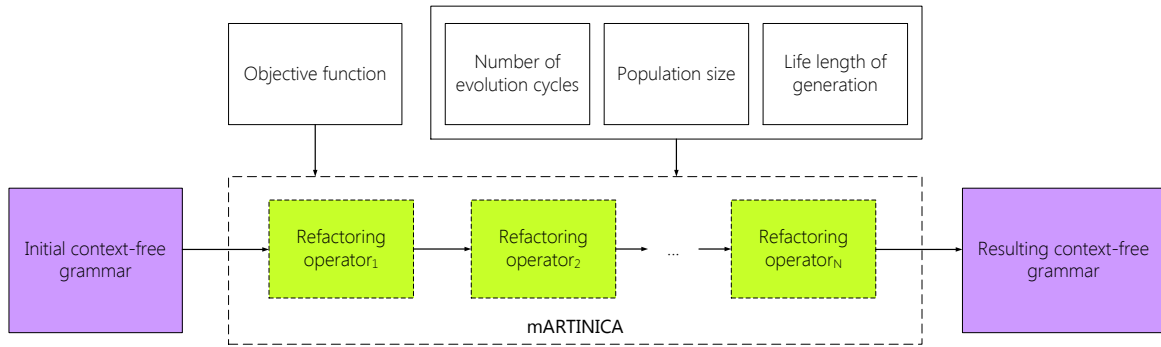 Objective function
Number of
evolution cycles
Population size
Life length of
generation
Initial context-free
grammar
Refactoring
operator₁
Refactoring
operator₂
...
Refactoring
operatorN
Resulting context-free
grammar
mARTINICA